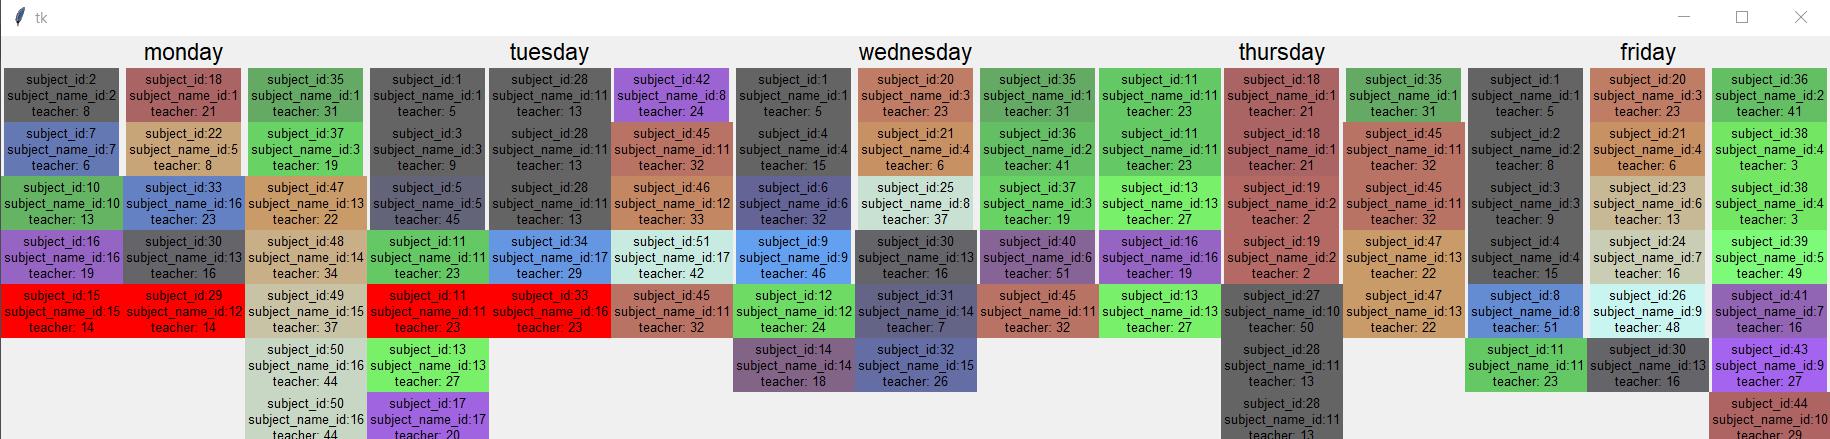 tk
monday
tuesday
wednesday
thursday
friday
subject_id:2
subject_name_id:2
teacher: 8
subject_id:18
subject_name_id:1
teacher: 21
subject_id:35
subject_name_id:1
teacher: 31
subject_id:1
subject_name_id:1
teacher: 5
subject_id:28
subject_name_id:11
teacher: 13
subject_id:42
subject_name_id:8
teacher: 24
subject_id:1
subject_name_id:1
teacher: 5
subject_id:20
subject_name_id:3
teacher: 23
subject_id:35
subject_name_id:1
teacher: 31
subject_id:11
subject_name_id:11
teacher: 23
subject_id:18
subject_name_id:1
teacher: 21
subject_id:35
subject_name_id:1
teacher: 31
subject_id:1
subject_name_id:1
teacher: 5
subject_id:20
subject_name_id:3
teacher: 23
subject_id:36
subject_name_id:2
teacher: 41
subject_id:7
subject_name_id:7
teacher: 6
subject_id:22
subject_name_id:5
teacher: 8
subject_id:37
subject_name_id:3
teacher: 19
subject_id:3
subject_name_id:3
teacher: 9
subject_id:28
subject_name_id:11
teacher: 13
subject_id:45
subject_name_id:11
teacher: 32
subject_id:4
subject_name_id:4
teacher: 15
subject_id:21
subject_name_id:4
teacher: 6
subject_id:36
subject_name_id:2
teacher: 41
subject_id:11
subject_name_id:11
teacher: 23
subject_id:18
subject_name_id:1
teacher: 21
subject_id:45
subject_name_id:11
teacher: 32
subject_id:2
subject_name_id:2
teacher: 8
subject_id:21
subject_name_id:4
teacher: 6
subject_id:38
subject_name_id:4
teacher: 3
subject_id:10
subject_name_id:10
teacher: 13
subject_id:33
subject_name_id:16
teacher: 23
subject_id:47
subject_name_id:13
teacher: 22
subject_id:5
subject_name_id:5
teacher: 45
subject_id:28
subject_name_id:11
teacher: 13
subject_id:46
subject_name_id:12
teacher: 33
subject_id:6
subject_name_id:6
teacher: 32
subject_id:25
subject_name_id:8
teacher: 37
subject_id:37
subject_name_id:3
teacher: 19
subject_id:13
subject_name_id:13
teacher: 27
subject_id:19
subject_name_id:2
teacher: 2
subject_id:45
subject_name_id:11
teacher: 32
subject_id:3
subject_name_id:3
teacher: 9
subject_id:23
subject_name_id:6
teacher: 13
subject_id:38
subject_name_id:4
teacher: 3
subject_id:16
subject_name_id:16
teacher: 19
subject_id:30
subject_name_id:13
teacher: 16
subject_id:48
subject_name_id:14
teacher: 34
subject_id:11
subject_name_id:11
teacher: 23
subject_id:34
subject_name_id:17
teacher: 29
subject_id:51
subject_name_id:17
teacher: 42
subject_id:9
subject_name_id:9
teacher: 46
subject_id:30
subject_name_id:13
teacher: 16
subject_id:40
subject_name_id:6
teacher: 51
subject_id:16
subject_name_id:16
teacher: 19
subject_id:19
subject_name_id:2
teacher: 2
subject_id:47
subject_name_id:13
teacher: 22
subject_id:4
subject_name_id:4
teacher: 15
subject_id:24
subject_name_id:7
teacher: 16
subject_id:39
subject_name_id:5
teacher: 49
subject_id:15
subject_name_id:15
teacher: 14
subject_id:29
subject_name_id:12
teacher: 14
subject_id:49
subject_name_id:15
teacher: 37
subject_id:11
subject_name_id:11
teacher: 23
subject_id:33
subject_name_id:16
teacher: 23
subject_id:45
subject_name_id:11
teacher: 32
subject_id:12
subject_name_id:12
teacher: 24
subject_id:31
subject_name_id:14
teacher: 7
subject_id:45
subject_name_id:11
teacher: 32
subject_id:13
subject_name_id:13
teacher: 27
subject_id:27
subject_name_id:10
teacher: 50
subject_id:47
subject_name_id:13
teacher: 22
subject_id:8
subject_name_id:8
teacher: 51
subject_id:26
subject_name_id:9
teacher: 48
subject_id:41
subject_name_id:7
teacher: 16
subject_id:50
subject_name_id:16
teacher: 44
subject_id:13
subject_name_id:13
teacher: 27
subject_id:14
subject_name_id:14
teacher: 18
subject_id:32
subject_name_id:15
teacher: 26
subject_id:28
subject_name_id:11
teacher: 13
subject_id:11
subject_name_id:11
teacher: 23
subject_id:30
subject_name_id:13
teacher: 16
subject_id:43
subject_name_id:9
teacher: 27
subject_id:50
subject_name_id:16
teacher: 44
subject_id:17
subject_name_id:17
teacher: 20
subject_id:28
subject_name_id:11
teacher: 13
subject_id:44
subject_name_id:10
teacher: 29